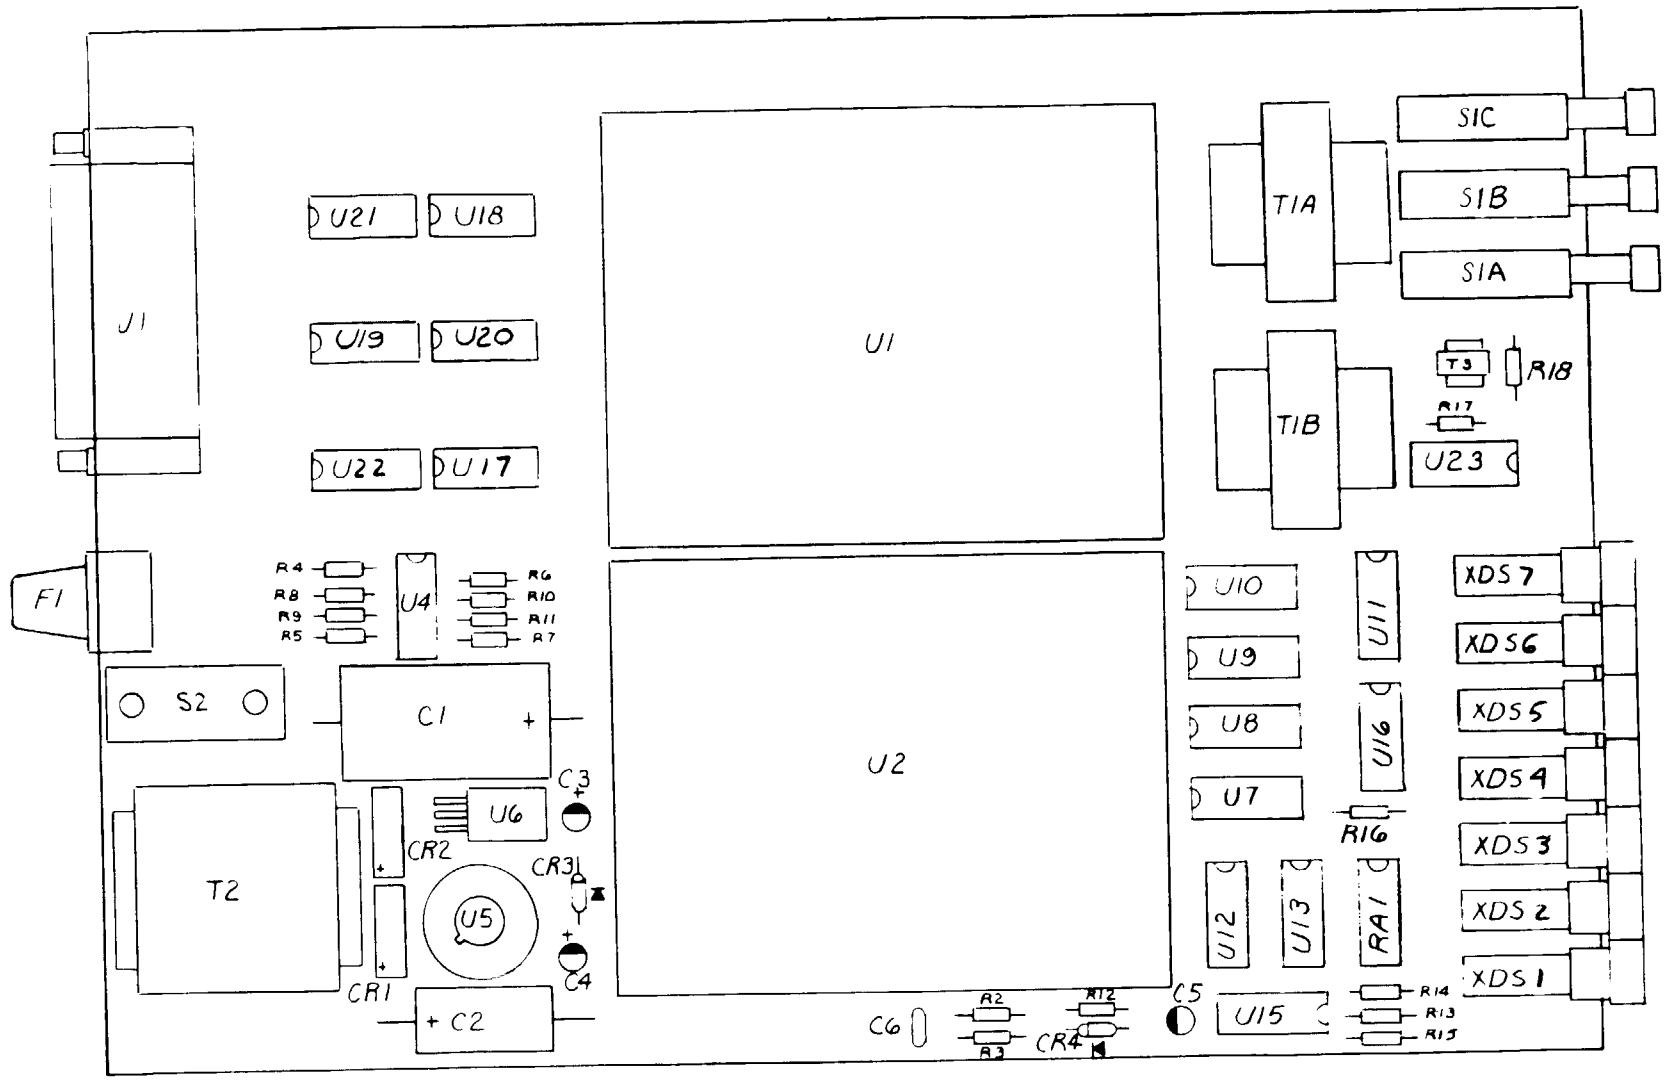 S1C
S1B
S1A
T1A
U21
U18
J1
U19
U20
U1
T3
R18
R17
T1B
U23
U22
U17
F1
R4
R8
R9
R5
U4
R6
R10
R11
R7
U10
U11
XDS7
U9
XDS6
S2
C1
+
U8
U16
XDS5
U2
XDS4
C3
+
U6
U7
R16
XDS3
CR2
+
CR3
T2
U5
U12
U13
RA1
XDS2
+
C4
+
CR1
XDS1
+ C2
C6
R2
R3
R12
CR4
C5
U15
R14
R13
R15